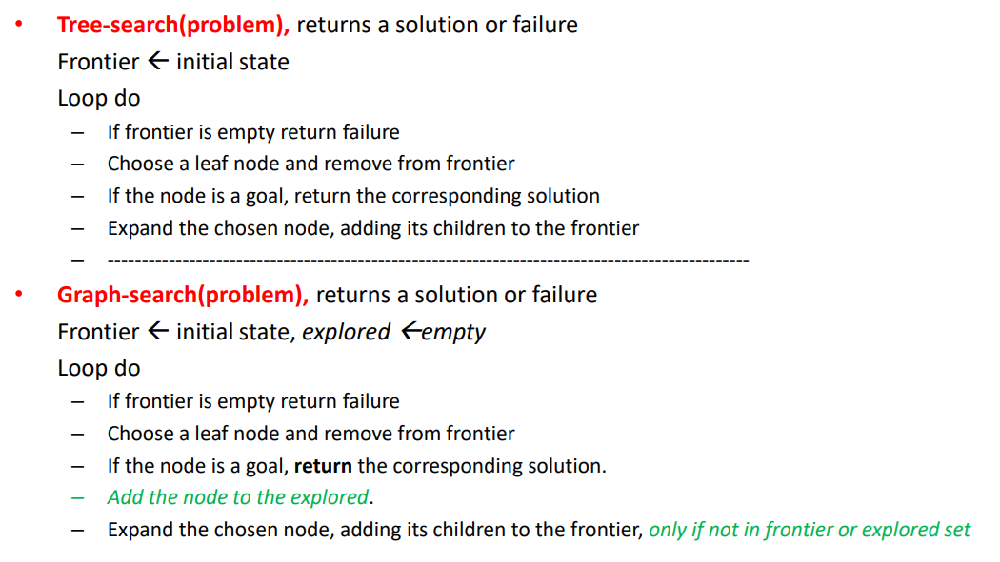 • Tree-search(problem), returns a solution or failure
Frontier ← initial state
Loop do
– If frontier is empty return failure
– Choose a leaf node and remove from frontier
– If the node is a goal, return the corresponding solution
– Expand the chosen node, adding its children to the frontier
– ---------------------------------------------------------------------------------------------
• Graph-search(problem), returns a solution or failure
Frontier ← initial state, explored ←empty
Loop do
– If frontier is empty return failure
– Choose a leaf node and remove from frontier
– If the node is a goal, return the corresponding solution.
– Add the node to the explored.
– Expand the chosen node, adding its children to the frontier, only if not in frontier or explored set